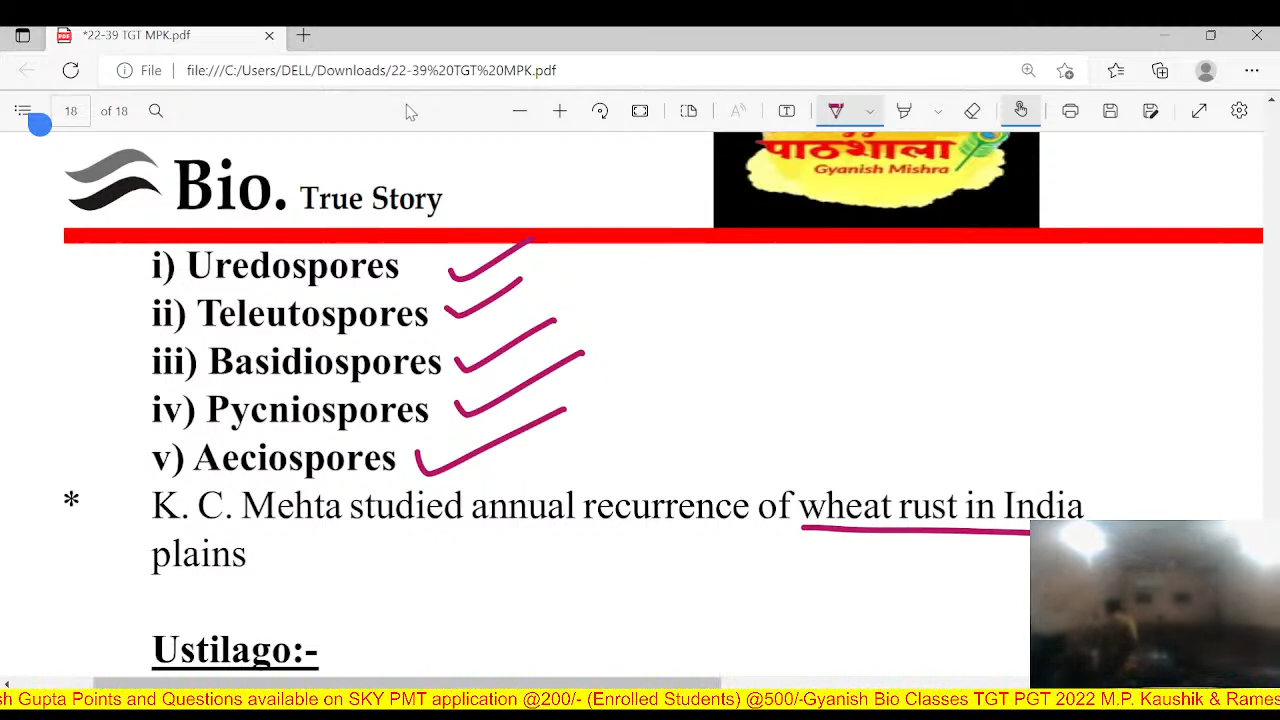 *22-39 TGT MPK.pdf
File file:///C:/Users/DELL/Downloads/22-39%20TGT%20MPK.pdf
18 of 18
पाठशाला
Gyanish Mishra
Bio. True Story
i) Uredospores
ii) Teleutospores
iii) Basidiospores
iv) Pycniospores
v) Aeciospores
* K. C. Mehta studied annual recurrence of wheat rust in India
plains
Ustilago:-
sh Gupta Points and Questions available on SKY PMT application @200/- (Enrolled Students) @500/-Gyanish Bio Classes TGT PGT 2022 M.P. Kaushik & Rames